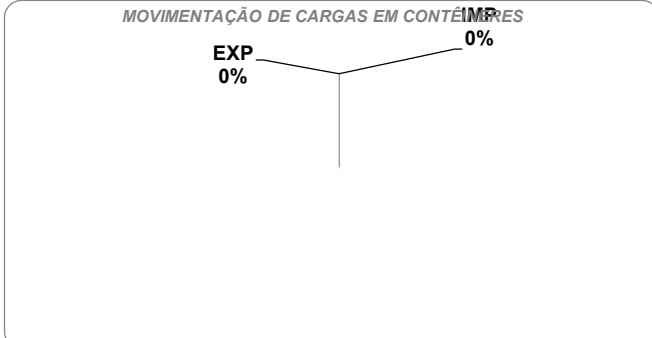 MOVIMENTAÇÃO DE CARGAS EM CONTÊINERES
IMP
0%
EXP
0%